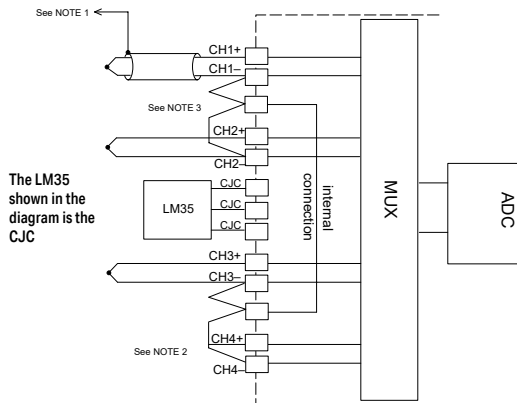 See NOTE 1
CH1+
CH1–
See NOTE 3
CH2+
CH2–
The LM35
shown in the
diagram is the
CJC
LM35
CJC
CJC
CJC
internal
connection
MUX
ADC
CH3+
CH3–
See NOTE 2
CH4+
CH4–